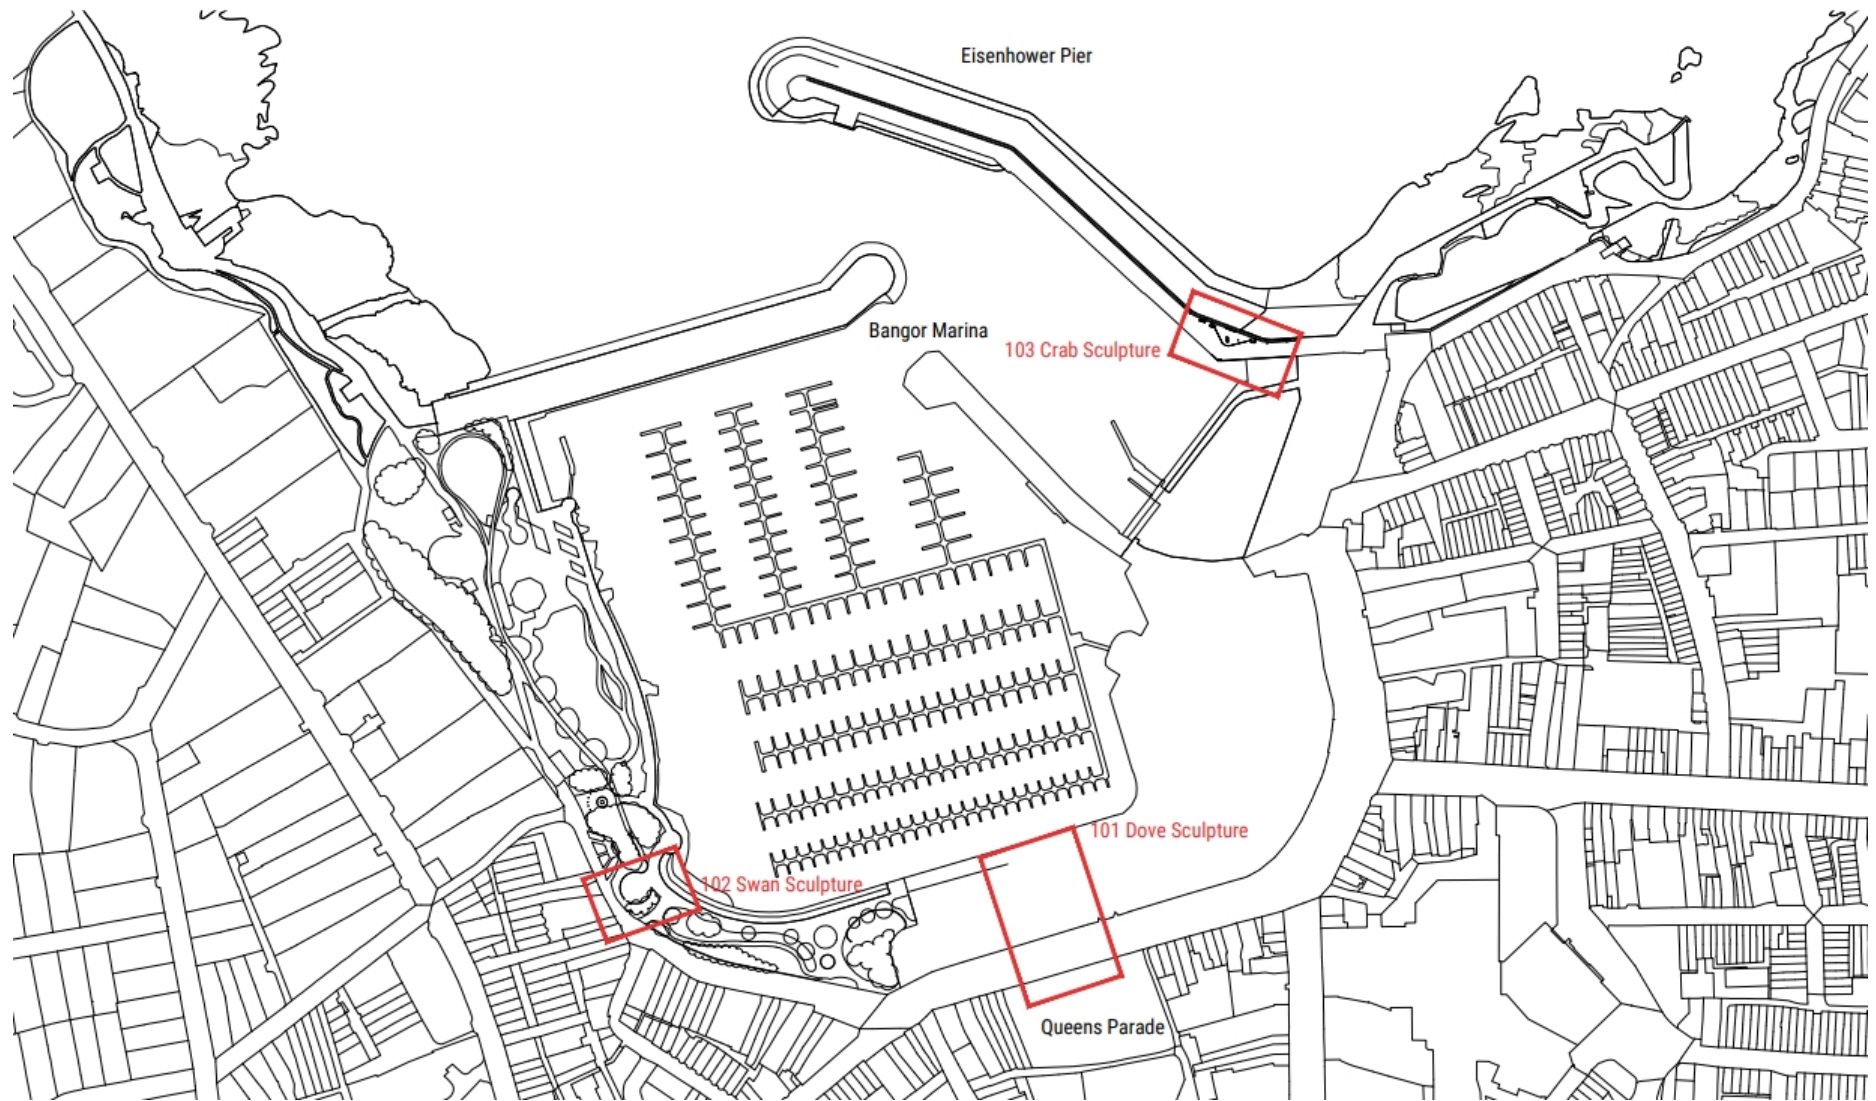 Eisenhower Pier
Bangor Marina
103 Crab Sculpture
101 Dove Sculpture
102 Swan Sculpture
Queens Parade